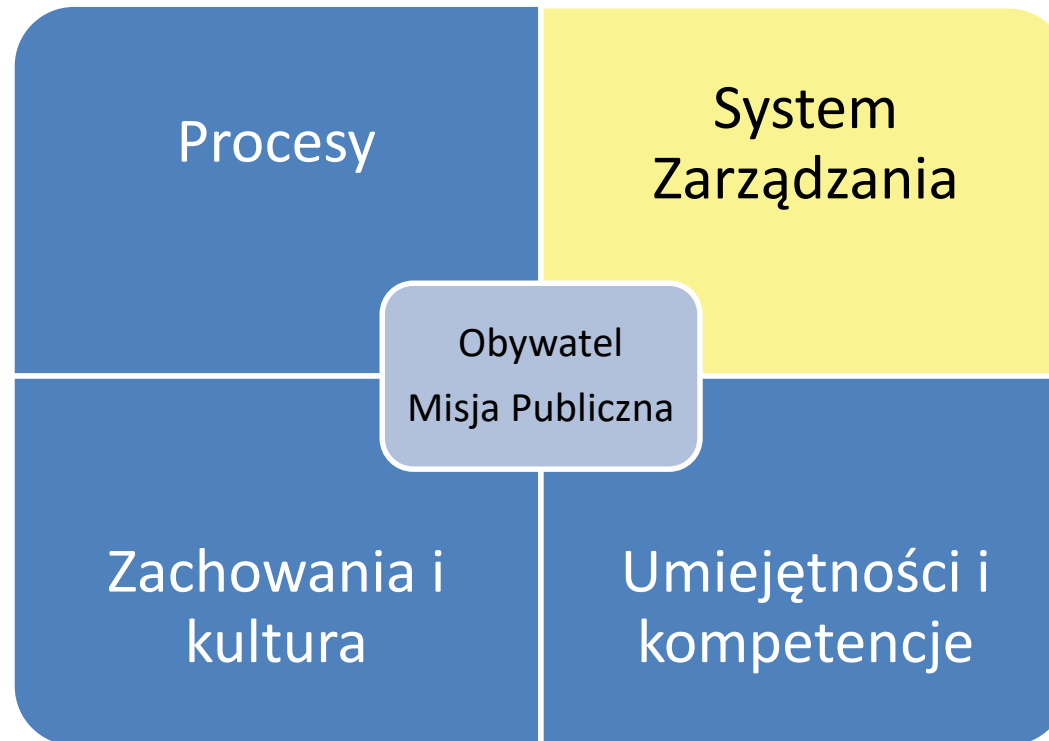 Procesy
System
Zarządzania
Obywatel
Misja Publiczna
Zachowania i
kultura
Umiejętności i
kompetencje